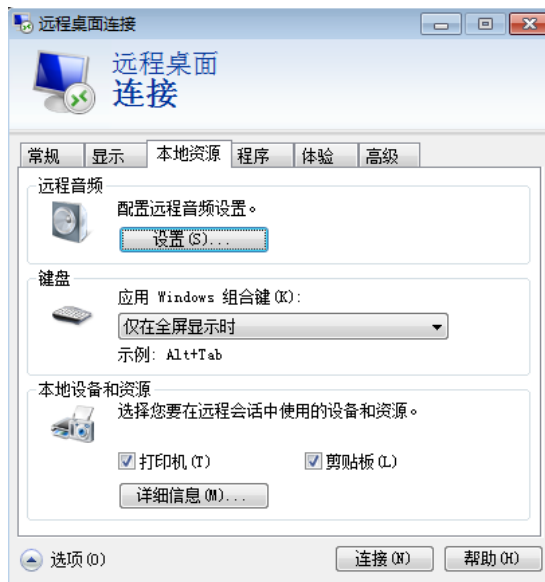 远程桌面连接
远程桌面
连接
常规 显示 本地资源 程序 体验 高级
远程音频
配置远程音频设置。
设置(S)...
键盘
应用 Windows 组合键(K):
仅在全屏显示时
示例: Alt+Tab
本地设备和资源
选择您要在远程会话中使用的设备和资源。
打印机(T) 剪贴板(L)
详细信息(M)...
选项(O) 连接(N) 帮助(H)